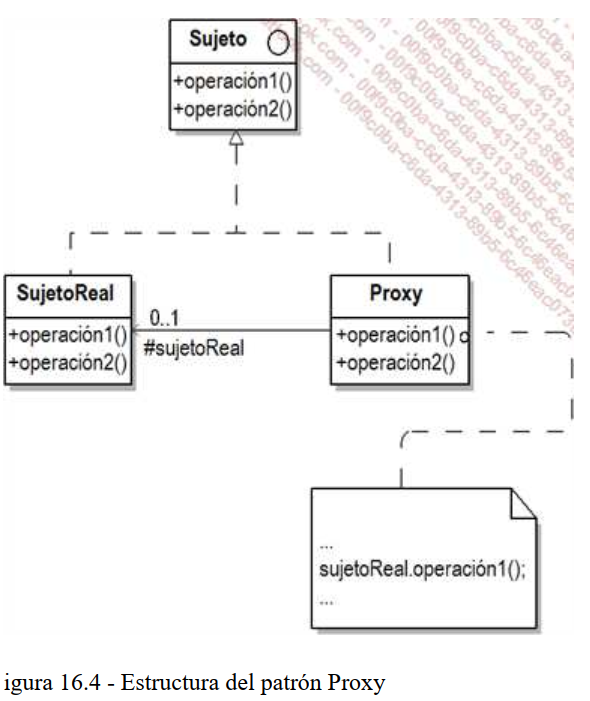 Sujeto
+operación1()
+operación2()
SujetoReal
+operación1()
+operación2()
0..1
#sujetoReal
Proxy
+operación1()
+operación2()
...
sujetoReal.operación1();
...
igura 16.4 - Estructura del patrón Proxy